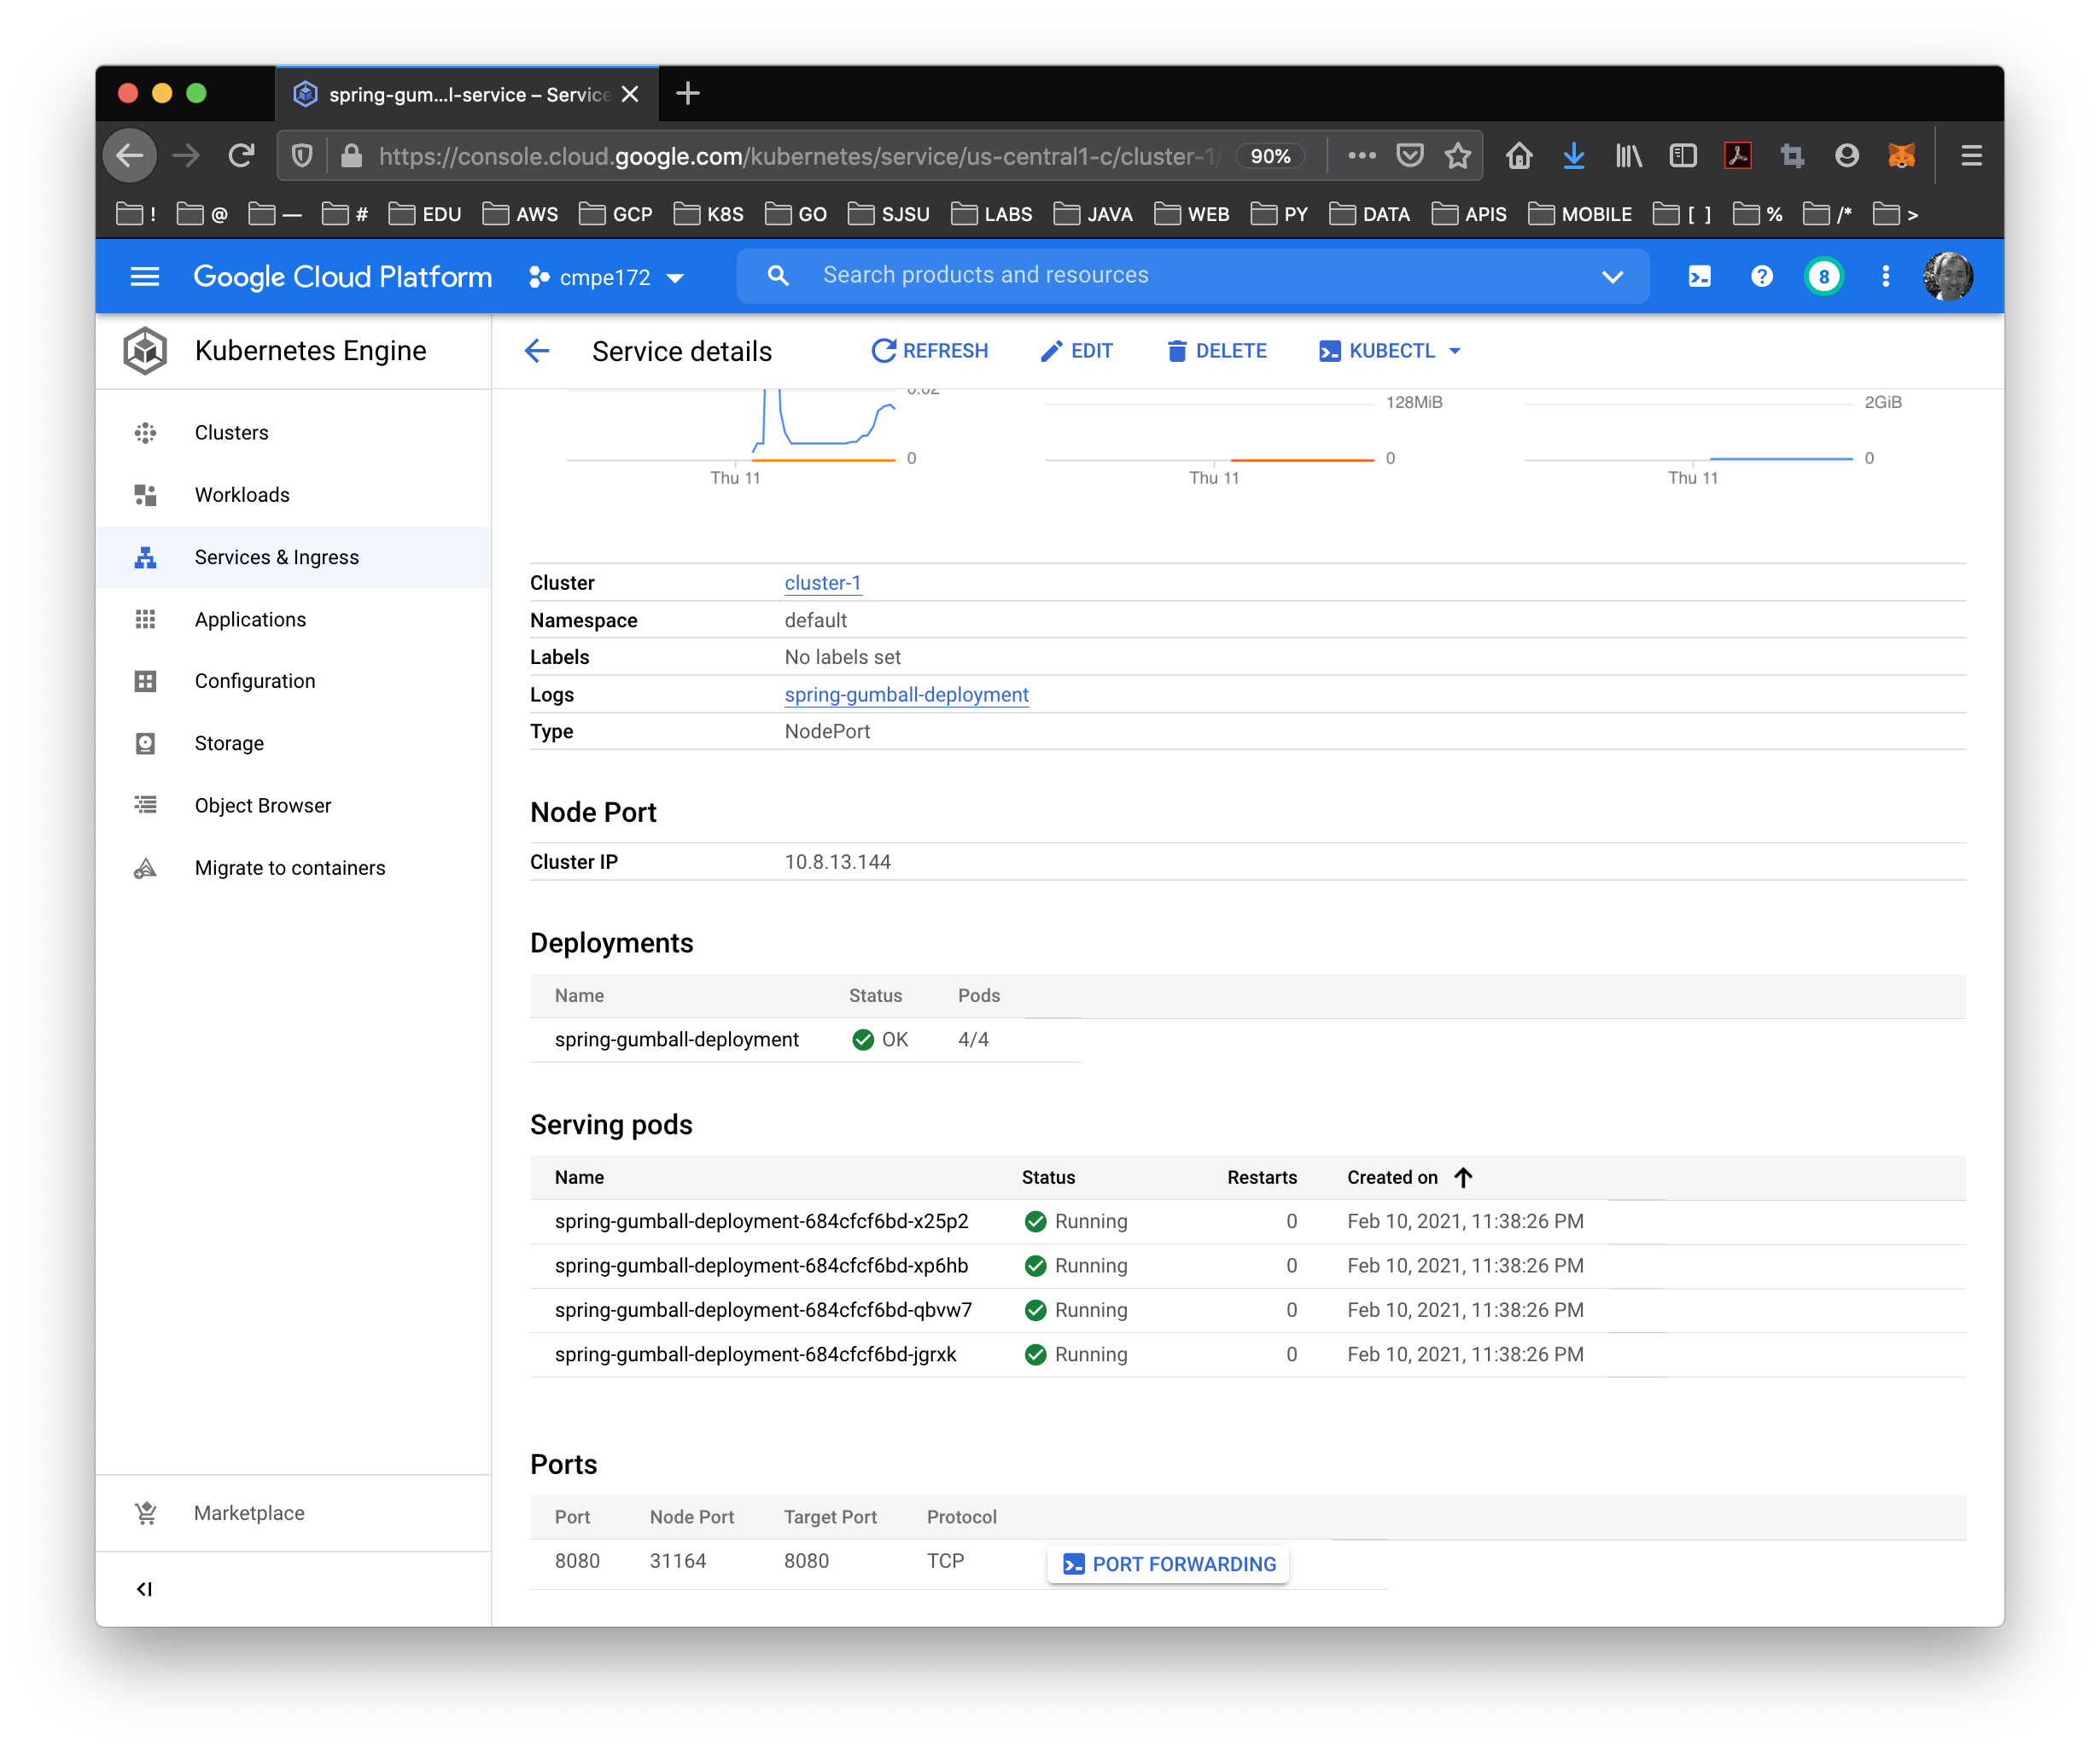 spring-gum...l-service – Service
https://console.cloud.google.com/kubernetes/service/us-central1-c/cluster-1/ 90%
! @ — # EDU AWS GCP K8S GO SJSU LABS JAVA WEB PY DATA APIS MOBILE [ ] % /* >
Google Cloud Platform cmpe172 Search products and resources 8
Kubernetes Engine
Service details REFRESH EDIT DELETE KUBECTL
Clusters
Workloads
Services & Ingress
Applications
Configuration
Storage
Object Browser
Migrate to containers
Marketplace
0.02 128MiB 2GiB
0 0 0
Thu 11 Thu 11 Thu 11
Cluster cluster-1
Namespace default
Labels No labels set
Logs spring-gumball-deployment
Type NodePort
Node Port
Cluster IP 10.8.13.144
Deployments
Name Status Pods
spring-gumball-deployment OK 4/4
Serving pods
Name Status Restarts Created on
spring-gumball-deployment-684cfcf6bd-x25p2 Running 0 Feb 10, 2021, 11:38:26 PM
spring-gumball-deployment-684cfcf6bd-xp6hb Running 0 Feb 10, 2021, 11:38:26 PM
spring-gumball-deployment-684cfcf6bd-qbvw7 Running 0 Feb 10, 2021, 11:38:26 PM
spring-gumball-deployment-684cfcf6bd-jgrxk Running 0 Feb 10, 2021, 11:38:26 PM
Ports
Port Node Port Target Port Protocol
8080 31164 8080 TCP PORT FORWARDING